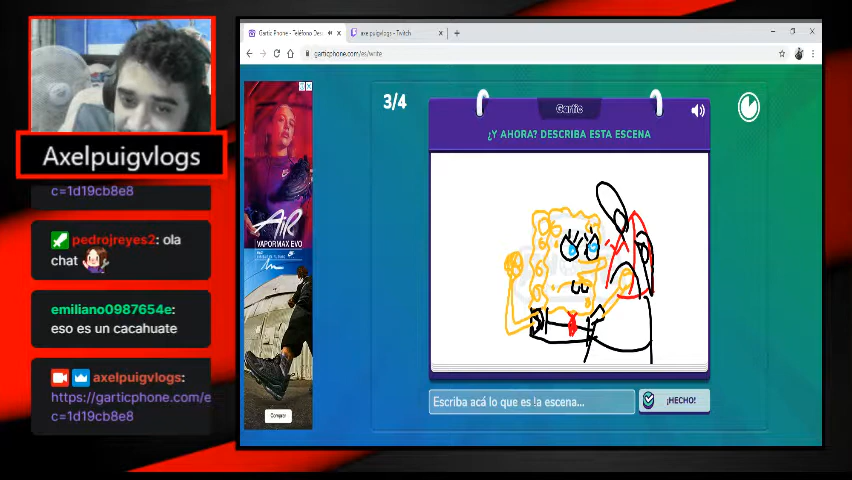 Gartic Phone - Teléfono Des
axelpuigvlogs - Twitch
garticphone.com/es/write
3/4
Gartic
¿Y AHORA? DESCRIBA ESTA ESCENA
Escriba acá lo que es la escena...
¡HECHO!
AIR
VAPORMAX EVO
Comprar
Axelpuigvlogs
c=1d19cb8e8
pedrojreyes2: ola
chat
emiliano0987654e:
eso es un cacahuate
axelpuigvlogs:
https://garticphone.com/e
c=1d19cb8e8